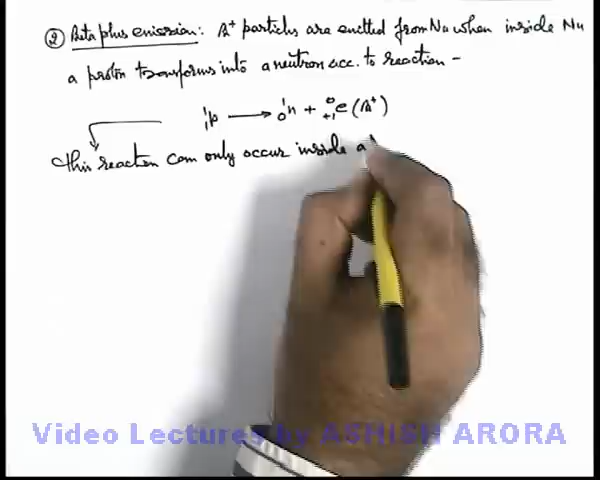 ② Beta plus emission: β⁺ particles are emitted from Nu when inside Nu
a proton transforms into a neutron acc. to reaction –
¹₁p ⟶ ¹₀n + ⁰₊₁e (β⁺)
This reaction can only occur inside a
Video Lectures by ASHISH ARORA